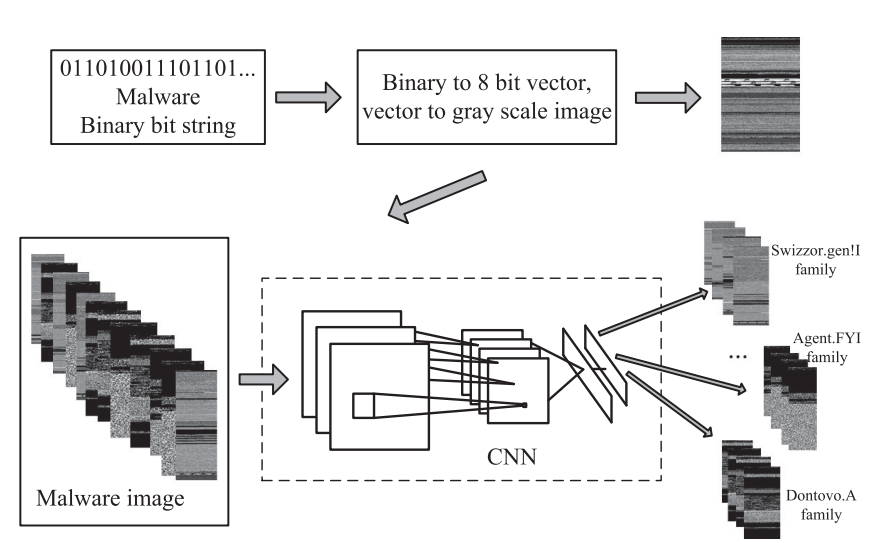 011010011101101...
Malware
Binary bit string
Binary to 8 bit vector,
vector to gray scale image
Malware image
CNN
Swizzor.gen!I
family
...
Agent.FYI
family
Dontovo.A
family